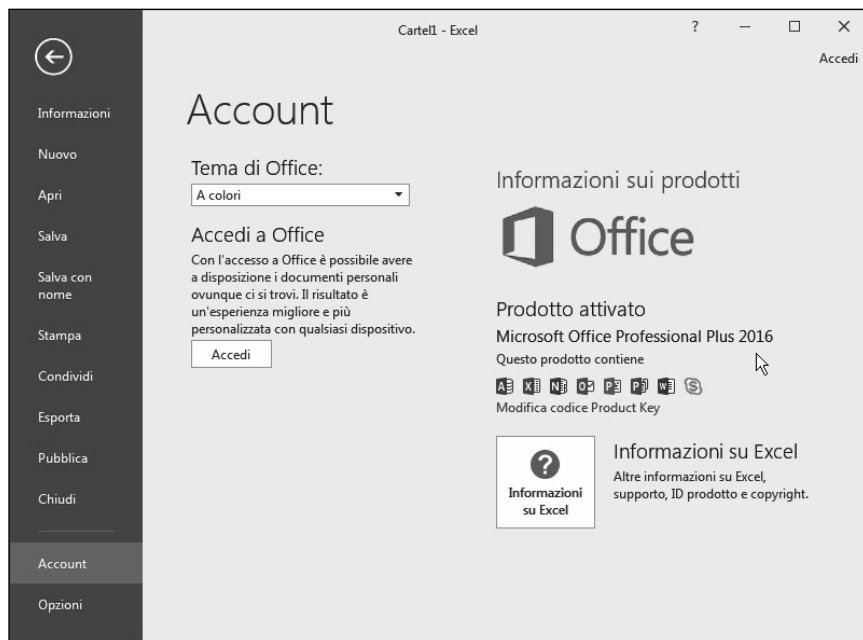 Cartel1 - Excel
?
Accedi
Informazioni
Nuovo
Apri
Salva
Salva con
nome
Stampa
Condividi
Esporta
Pubblica
Chiudi
Account
Opzioni
Account
Tema di Office:
A colori
Accedi a Office
Con l'accesso a Office è possibile avere
a disposizione i documenti personali
ovunque ci si trovi. Il risultato è
un'esperienza migliore e più
personalizzata con qualsiasi dispositivo.
Accedi
Informazioni sui prodotti
Office
Prodotto attivato
Microsoft Office Professional Plus 2016
Questo prodotto contiene
Modifica codice Product Key
Informazioni
su Excel
Informazioni su Excel
Altre informazioni su Excel,
supporto, ID prodotto e copyright.